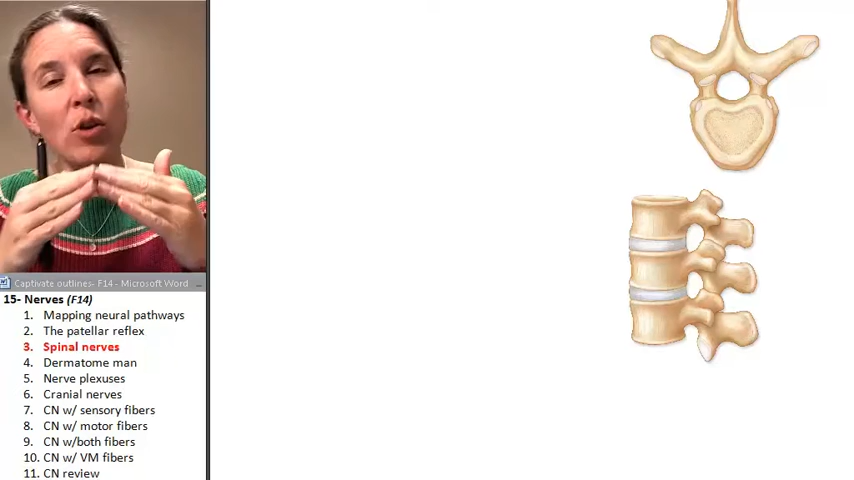 Captivate outlines- F14 - Microsoft Word
15- Nerves (F14)
1. Mapping neural pathways
2. The patellar reflex
3. Spinal nerves
4. Dermatome man
5. Nerve plexuses
6. Cranial nerves
7. CN w/ sensory fibers
8. CN w/ motor fibers
9. CN w/both fibers
10. CN w/ VM fibers
11. CN review